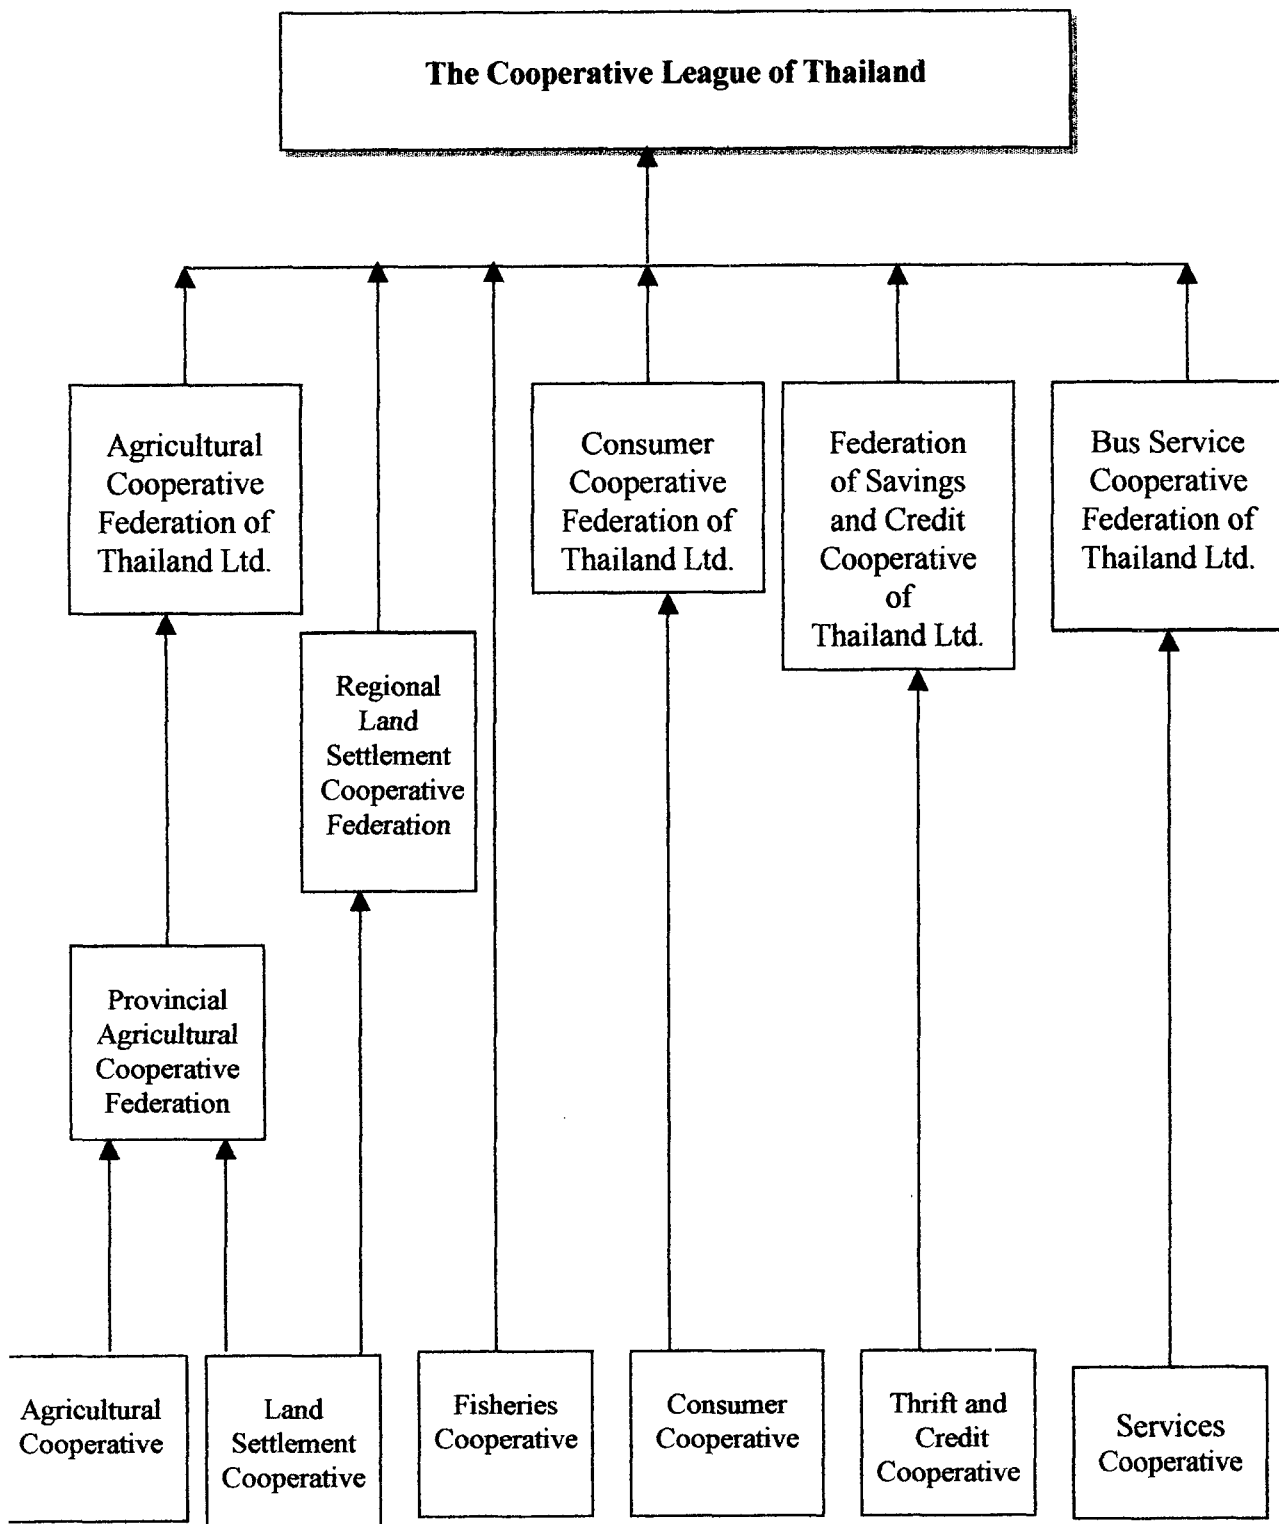 The Cooperative League of Thailand
Agricultural
Cooperative
Federation of
Thailand Ltd.
Consumer
Cooperative
Federation of
Thailand Ltd.
Federation
of Savings
and Credit
Cooperative
of
Thailand Ltd.
Bus Service
Cooperative
Federation of
Thailand Ltd.
Regional
Land
Settlement
Cooperative
Federation
Provincial
Agricultural
Cooperative
Federation
Agricultural
Cooperative
Land
Settlement
Cooperative
Fisheries
Cooperative
Consumer
Cooperative
Thrift and
Credit
Cooperative
Services
Cooperative